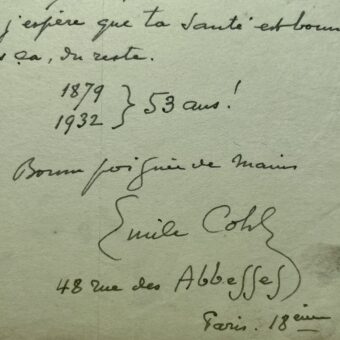 j'espère que ta santé est bonn
s ça, du reste.
1879
1932 } 53 ans !
Bonne poignée de mains
Emile Cohl
48 rue des Abbesses
Paris. 18ème